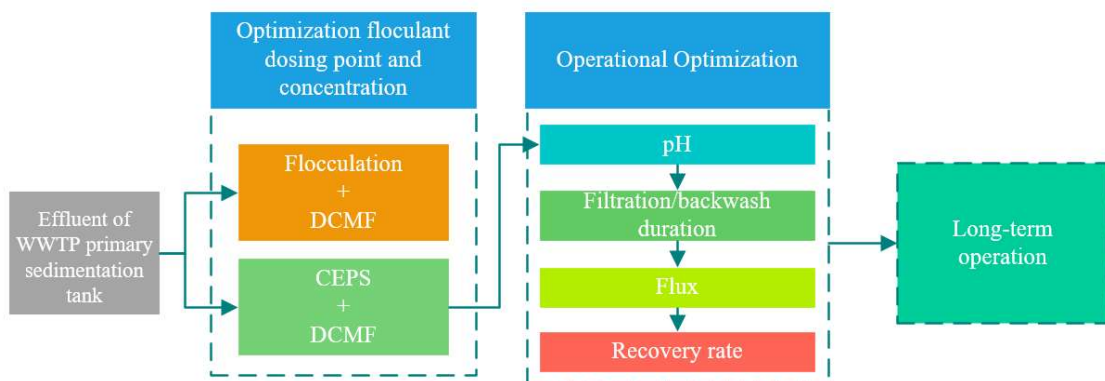 Optimization floculant
dosing point and
concentration
Operational Optimization
Effluent of
WWTP primary
sedimentation
tank
Flocculation
+
DCMF
CEPS
+
DCMF
pH
Filtration/backwash
duration
Flux
Recovery rate
Long-term
operation